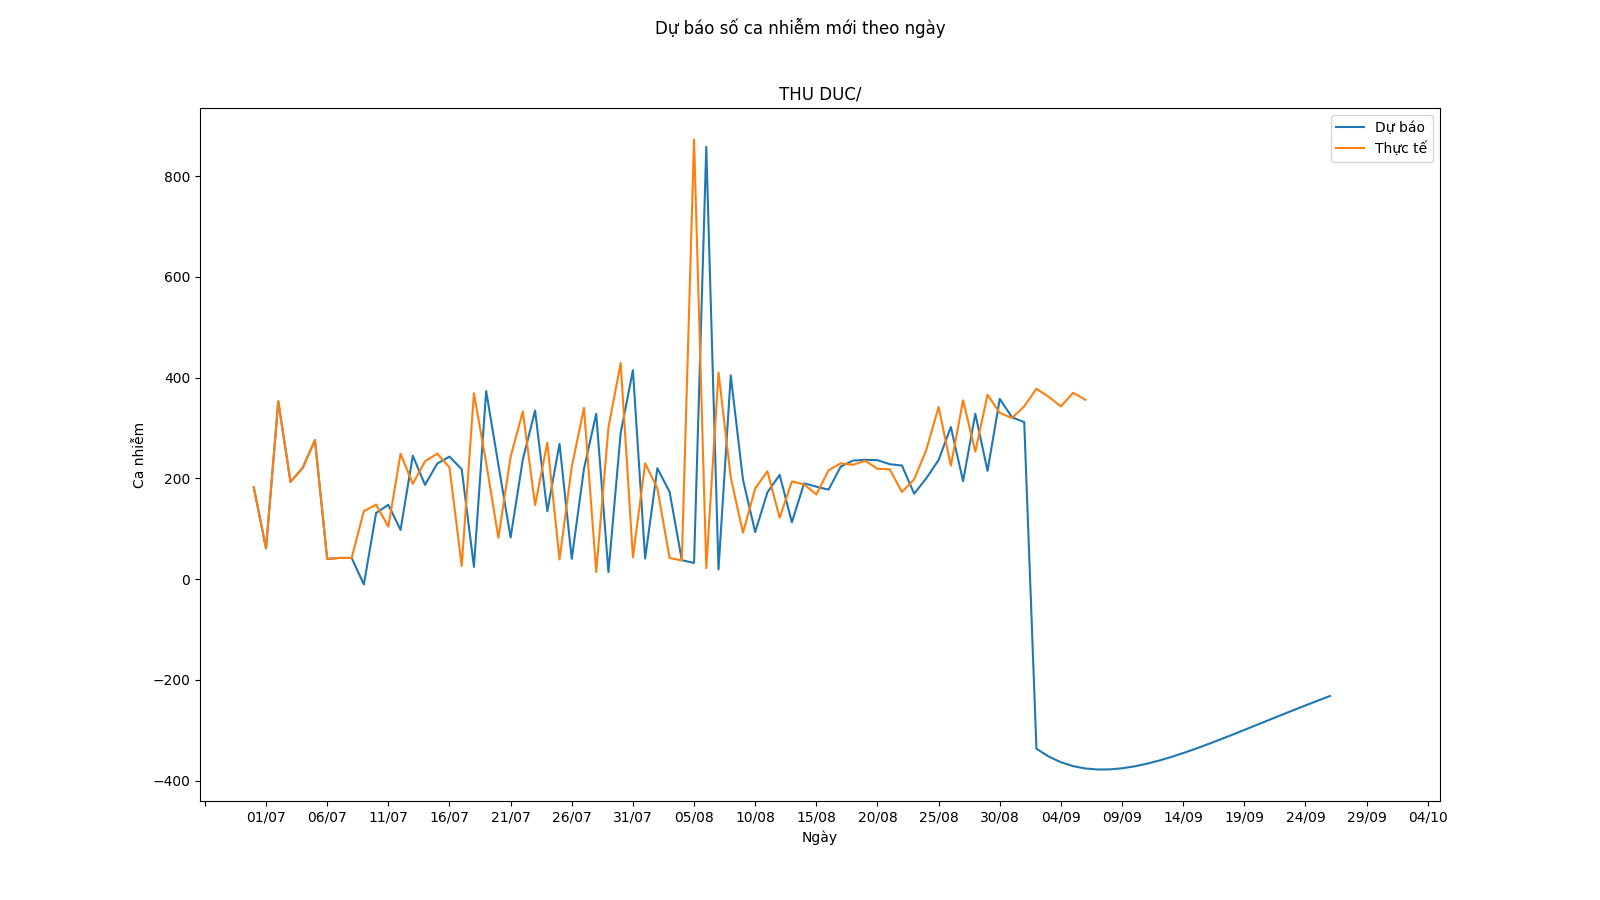 Dự báo số ca nhiễm mới theo ngày
THU DUC/
Dự báo
Thực tế
800
600
400
200
0
−200
−400
Ca nhiễm
01/07 06/07 11/07 16/07 21/07 26/07 31/07 05/08 10/08 15/08 20/08 25/08 30/08 04/09 09/09 14/09 19/09 24/09 29/09 04/10
Ngày